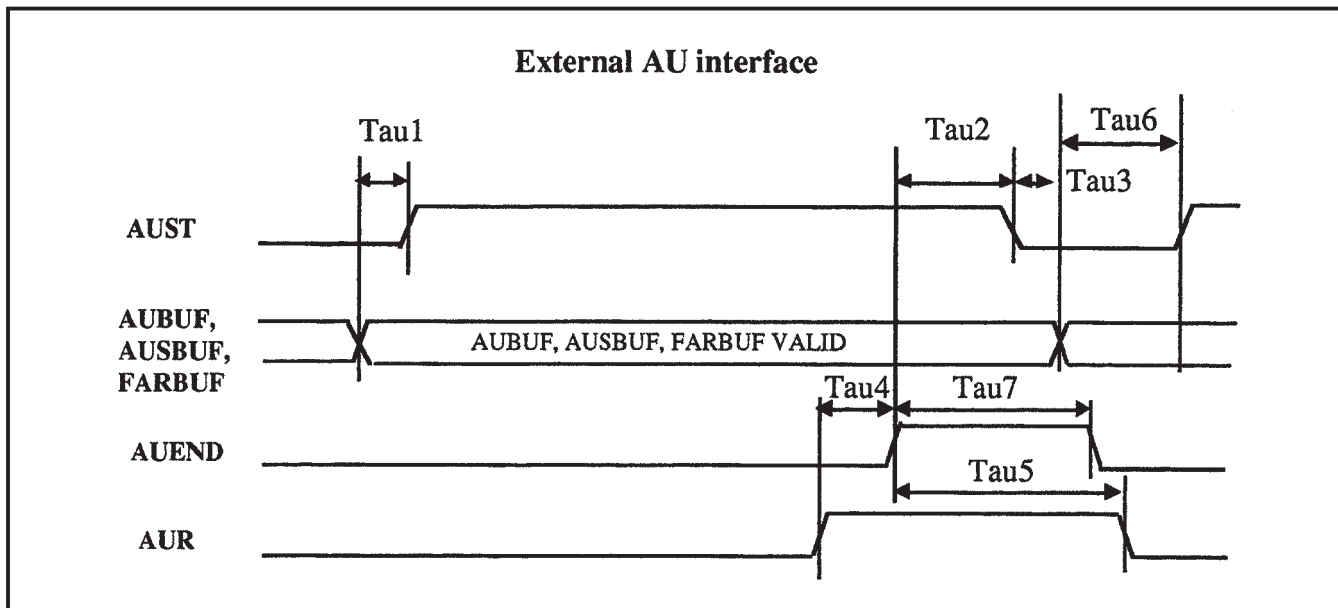 External AU interface
Tau1
Tau2
Tau6
Tau3
AUST
AUBUF,
AUSBUF,
FARBUF
AUBUF, AUSBUF, FARBUF VALID
Tau4
Tau7
AUEND
Tau5
AUR